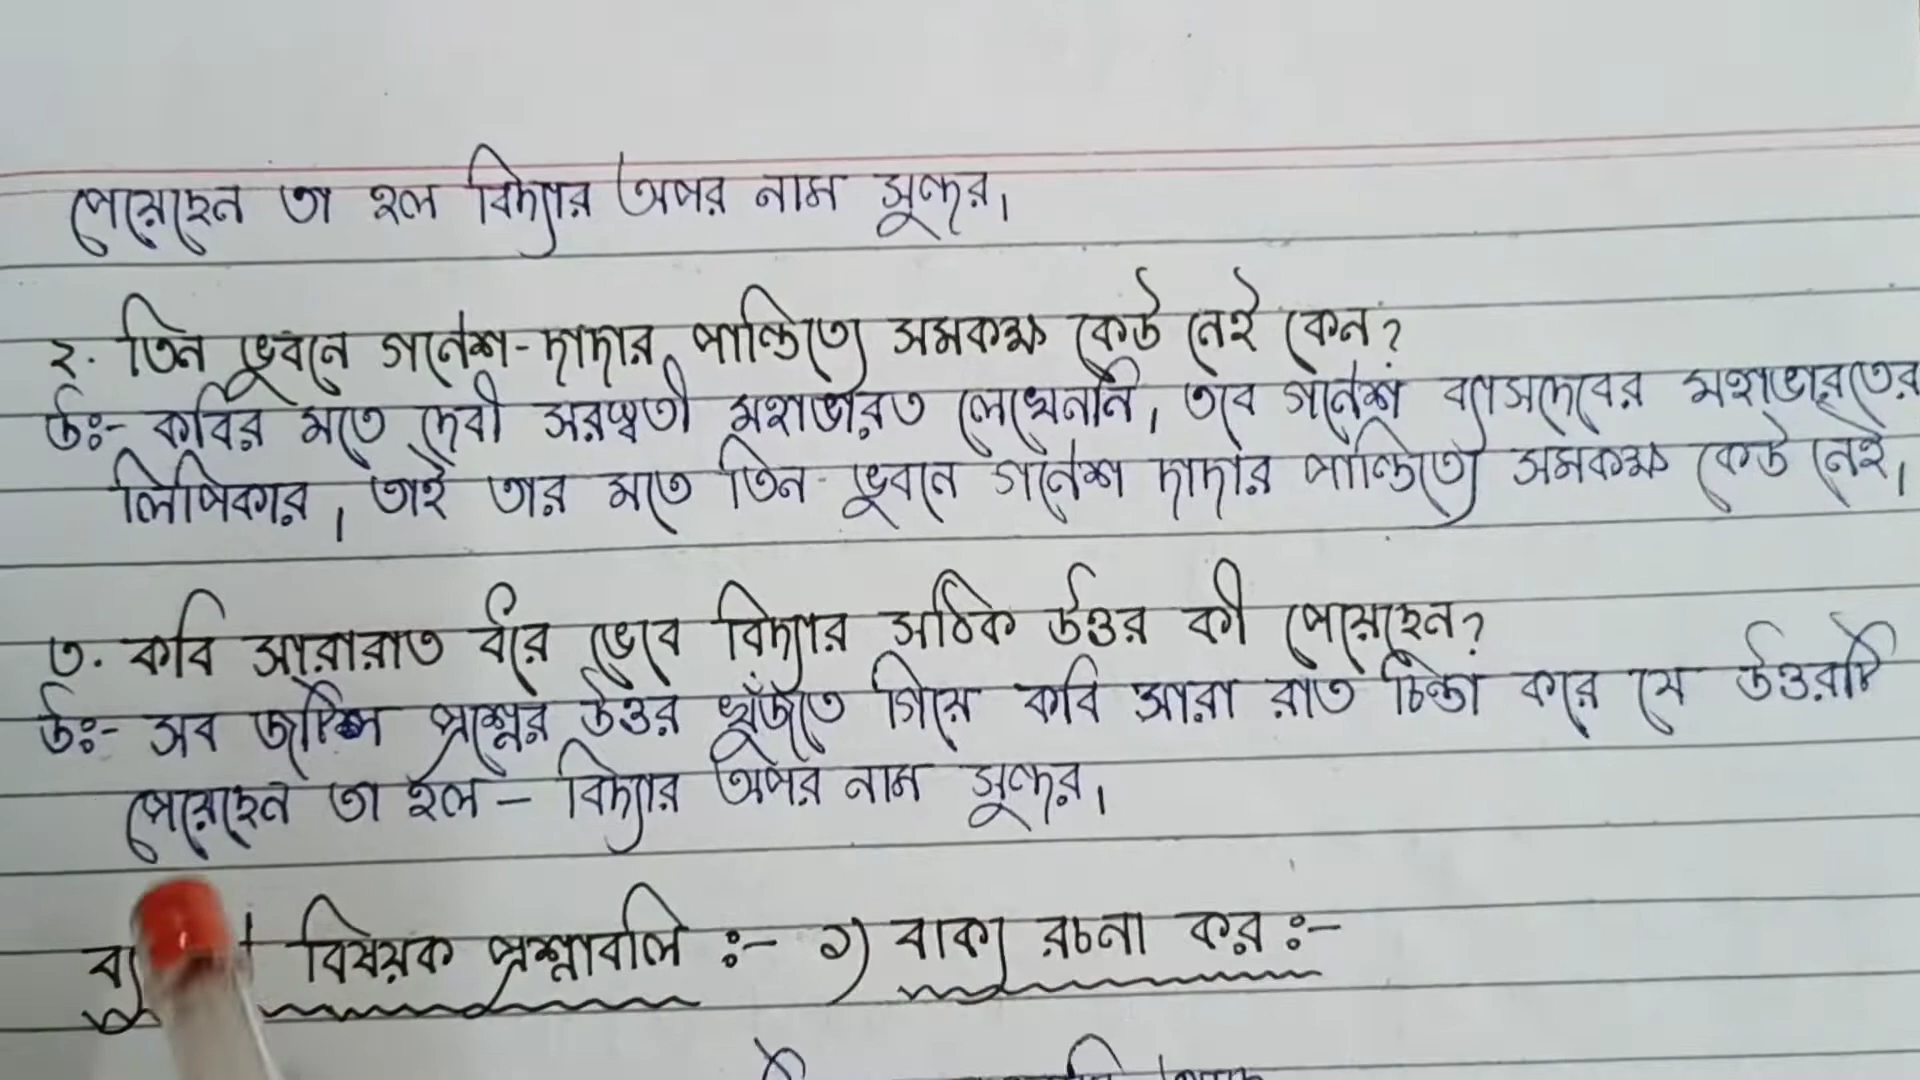 পেয়েছেন তা হল বিদ্যার অপর নাম সুন্দর।
২. তিন ভুবনে গনেশ-দাদার পান্ডিত্যে সমকক্ষ কেউ নেই কেন?
উঃ- কবির মতে দেবী সরস্বতী মহাভারত লেখেননি, তবে গনেশ ব্যাসদেবের মহাভারতের
লিপিকার। তাই তার মতে তিন ভুবনে গনেশ দাদার পান্ডিত্যে সমকক্ষ কেউ নেই।
৩. কবি সারারাত ধরে ভেবে বিদ্যার সঠিক উত্তর কী পেয়েছেন?
উঃ- সব জটিল প্রশ্নের উত্তর খুঁজতে গিয়ে কবি সারা রাত চিন্তা করে যে উত্তরটি
পেয়েছেন তা হল – বিদ্যার অপর নাম সুন্দর।
বিষয়ক প্রশ্নাবলি :- ১) বাক্য রচনা কর :-